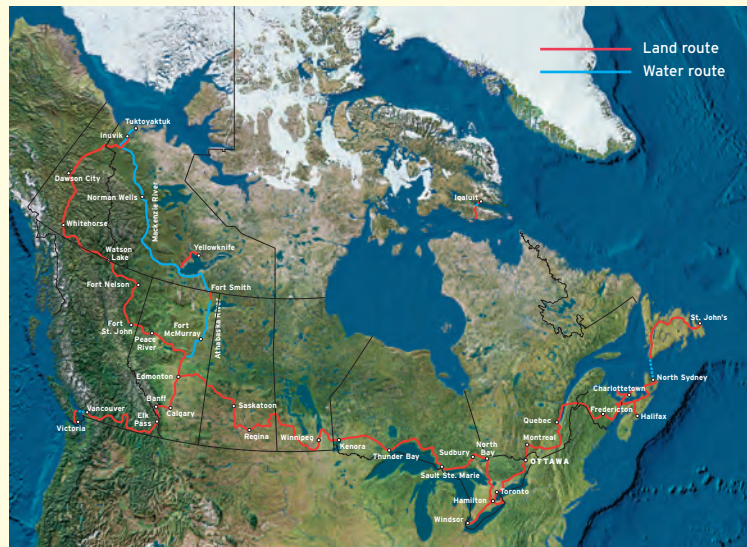 Land route
Water route
Tuktoyaktuk
Inuvik
Dawson City
Norman Wells
Mackenzie River
Iqaluit
Whitehorse
Watson
Lake
Yellowknife
Fort Nelson
Fort Smith
Fort
St. John
Peace
River
Fort
McMurray
Athabaska River
St. John's
Edmonton
North Sydney
Charlottetown
Banff
Calgary
Saskatoon
Vancouver
Elk
Pass
Victoria
Regina
Winnipeg
Kenora
Thunder Bay
Sault Ste. Marie
Sudbury
North
Bay
Quebec
Montreal
OTTAWA
Fredericton
Halifax
Toronto
Hamilton
Windsor